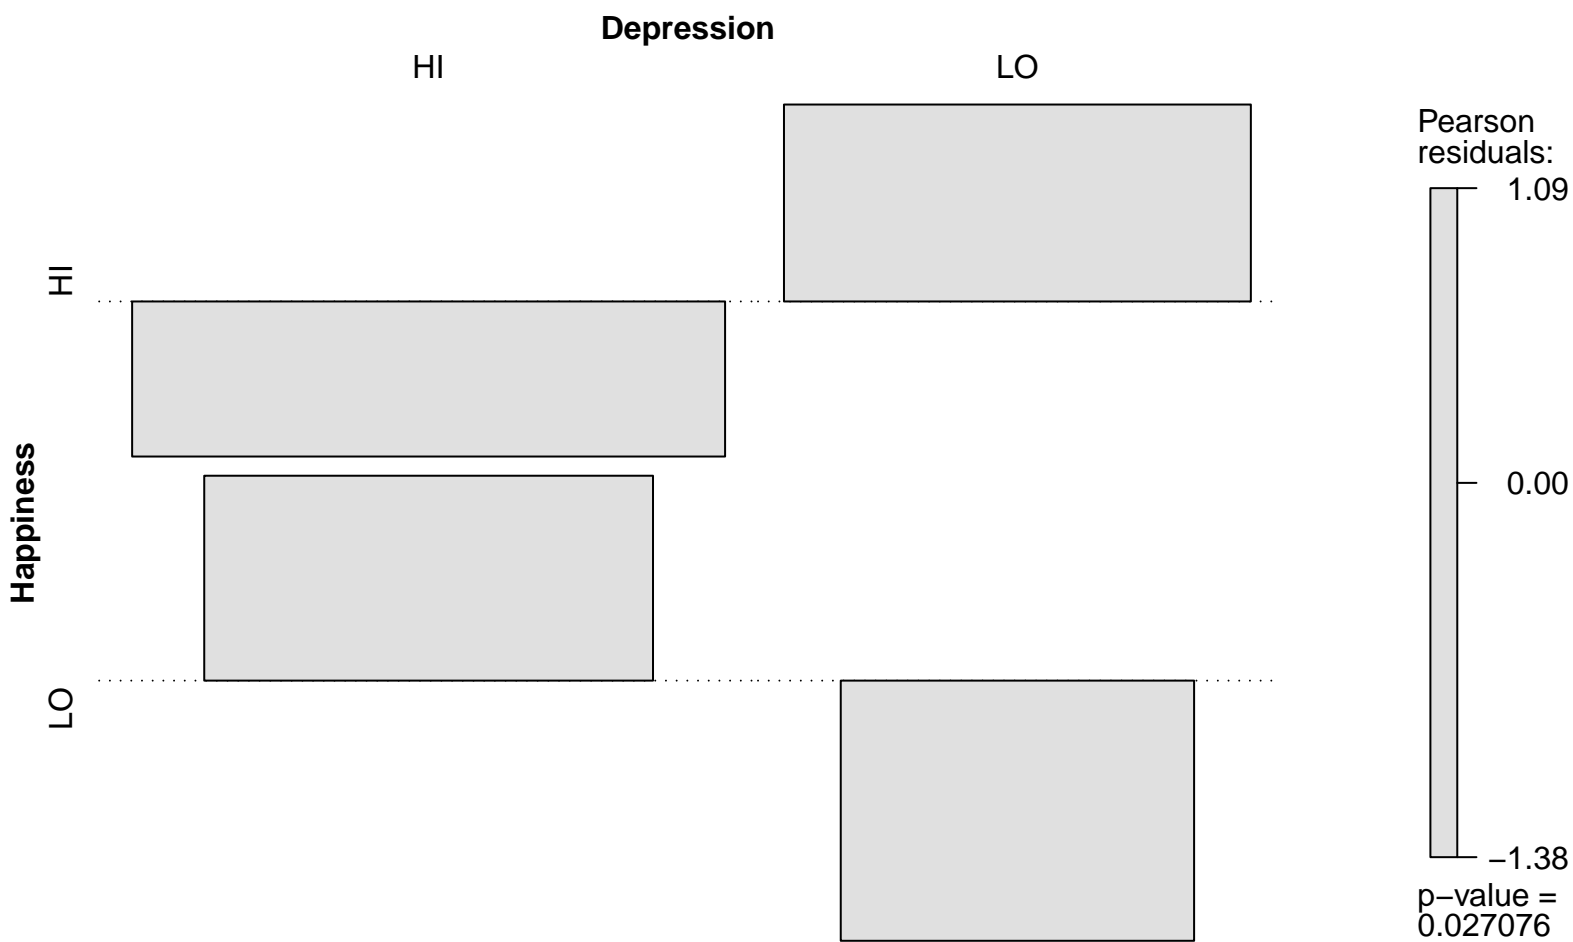 Depression
HI
LO
HI
Happiness
LO
Pearson
residuals:
1.09
0.00
−1.38
p−value =
0.027076